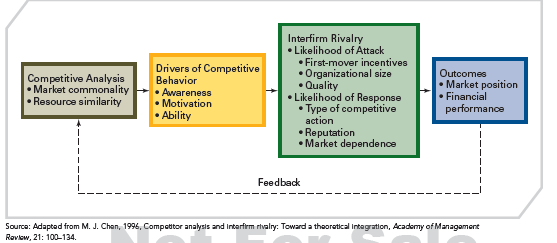 Competitive Analysis
• Market commonality
• Resource similarity
Drivers of Competitive
Behavior
• Awareness
• Motivation
• Ability
Interfirm Rivalry
• Likelihood of Attack
• First-mover incentives
• Organizational size
• Quality
• Likelihood of Response
• Type of competitive
action
• Reputation
• Market dependence
Outcomes
• Market position
• Financial
performance
Feedback
Source: Adapted from M. J. Chen, 1996, Competitor analysis and interfirm rivalry: Toward a theoretical integration, Academy of Management
Review, 21: 100–134.
Not For Sale